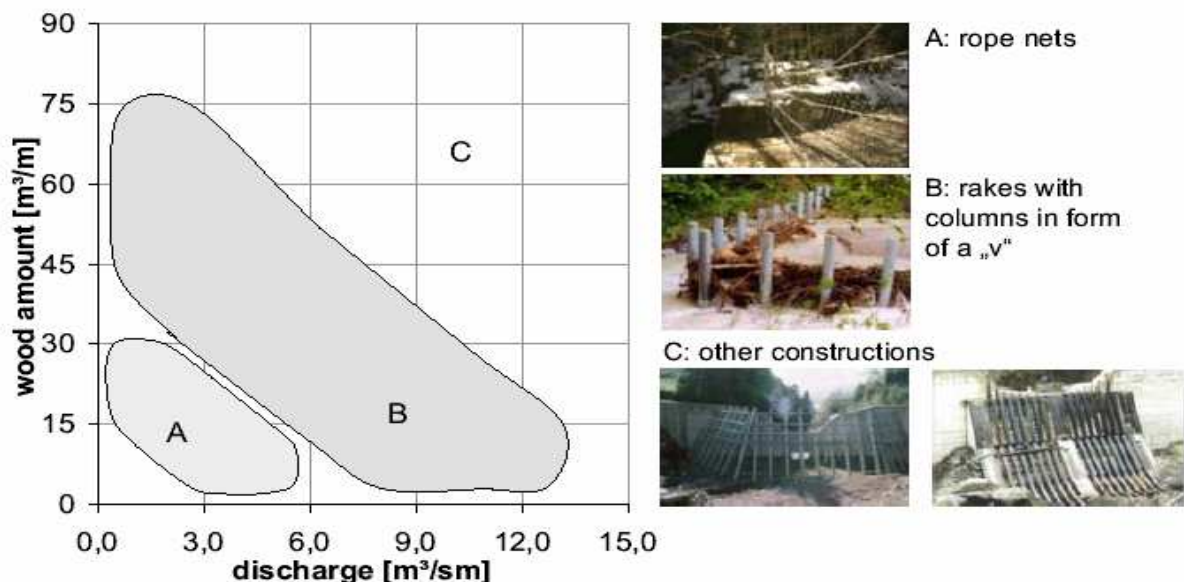 90
75
60
45
30
15
0
wood amount [m³/m]
0,0 3,0 6,0 9,0 12,0 15,0
discharge [m³/sm]
A
B
C
A: rope nets
B: rakes with
columns in form
of a „v“
C: other constructions